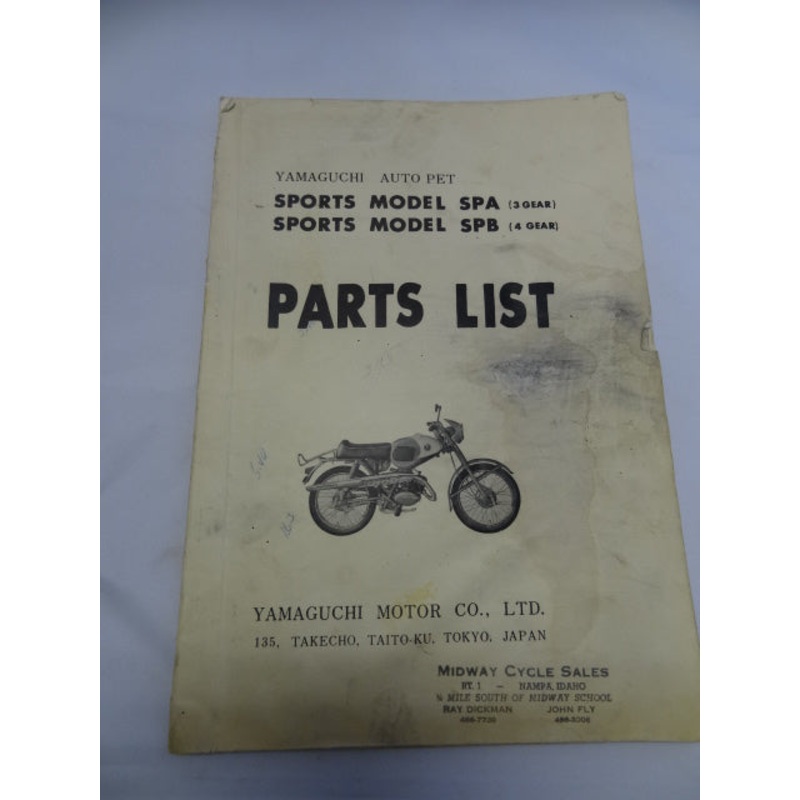 YAMAGUCHI AUTO PET
SPORTS MODEL SPA (3 GEAR)
SPORTS MODEL SPB (4 GEAR)
PARTS LIST
YAMAGUCHI MOTOR CO., LTD.
135, TAKECHO, TAITO-KU, TOKYO, JAPAN
MIDWAY CYCLE SALES
RT. 1 – NAMPA, IDAHO
¼ MILE SOUTH OF MIDWAY SCHOOL
RAY DICKMAN JOHN FLY